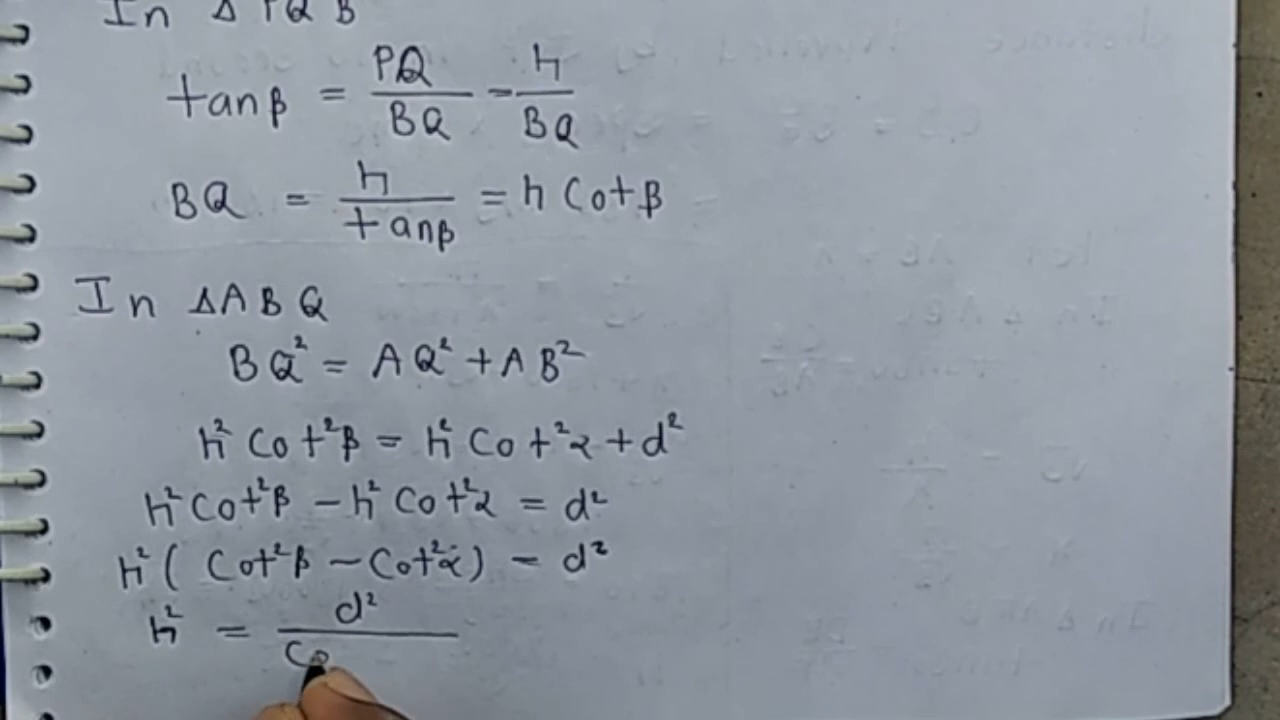 In Δ PQB
tanβ = PQ/BQ = h/BQ
BQ = h/tanβ = h Cotβ
In ΔABQ
BQ² = AQ² + AB²
h² Cot²β = h² Cot²α + d²
h² Cot²β - h² Cot²α = d²
h² ( Cot²β - Cot²α) = d²
h² = d²/Co